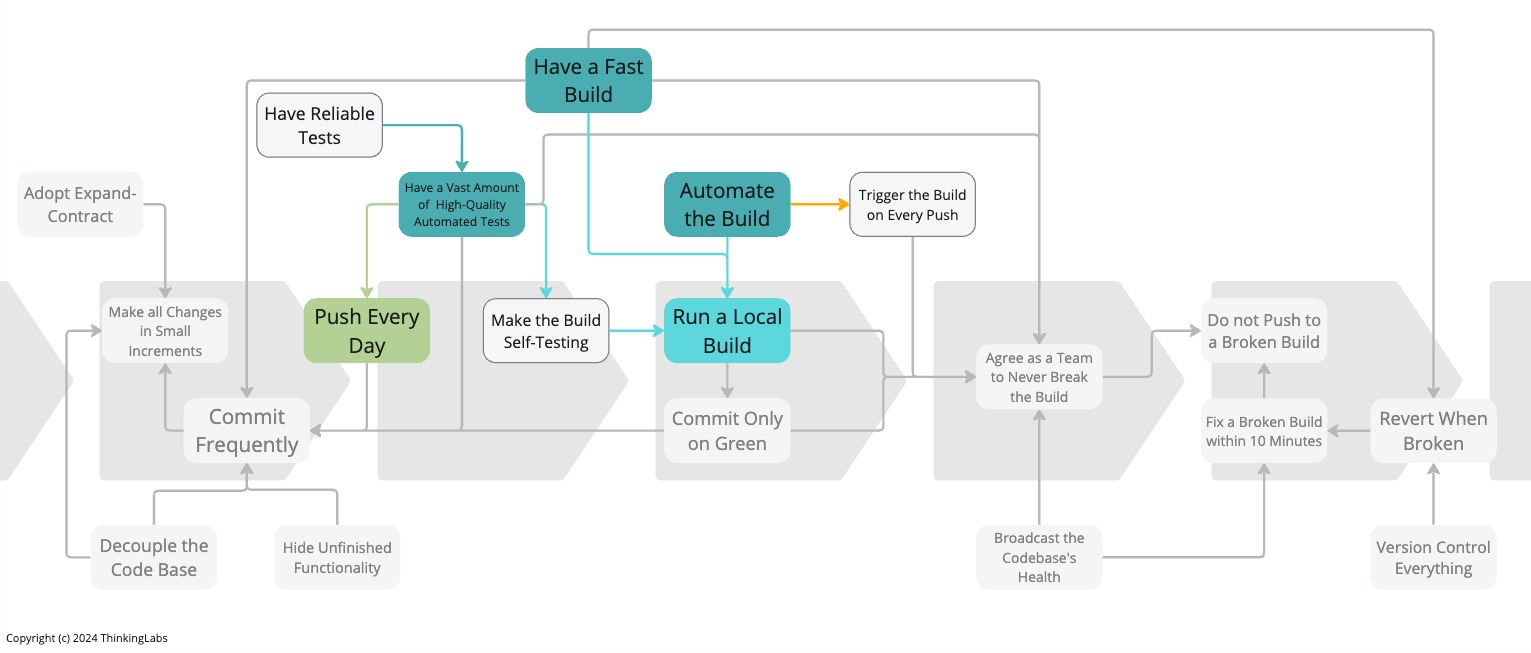 Have a Fast
Build
Have Reliable
Tests
Adopt Expand-
Contract
Have a Vast Amount
of High-Quality
Automated Tests
Automate
the Build
Trigger the Build
on Every Push
Make all Changes
in Small
Increments
Push Every
Day
Make the Build
Self-Testing
Run a Local
Build
Do not Push to
a Broken Build
Agree as a Team
to Never Break
the Build
Commit
Frequently
Commit Only
on Green
Fix a Broken Build
within 10 Minutes
Revert When
Broken
Decouple the
Code Base
Hide Unfinished
Functionality
Broadcast the
Codebase's
Health
Version Control
Everything
Copyright (c) 2024 ThinkingLabs